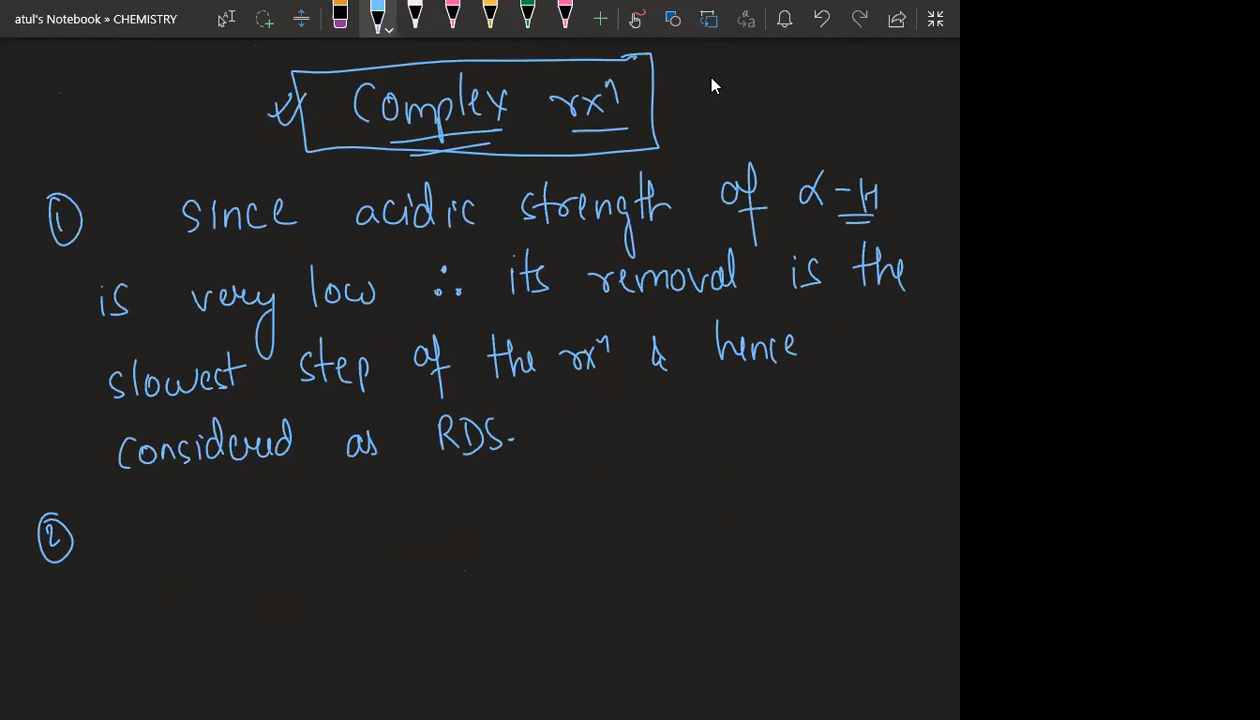 atul's Notebook » CHEMISTRY
Complex rxⁿ
① since acidic strength of α-H
is very low ∴ its removal is the
slowest step of the rxⁿ & hence
considered as RDS.
②